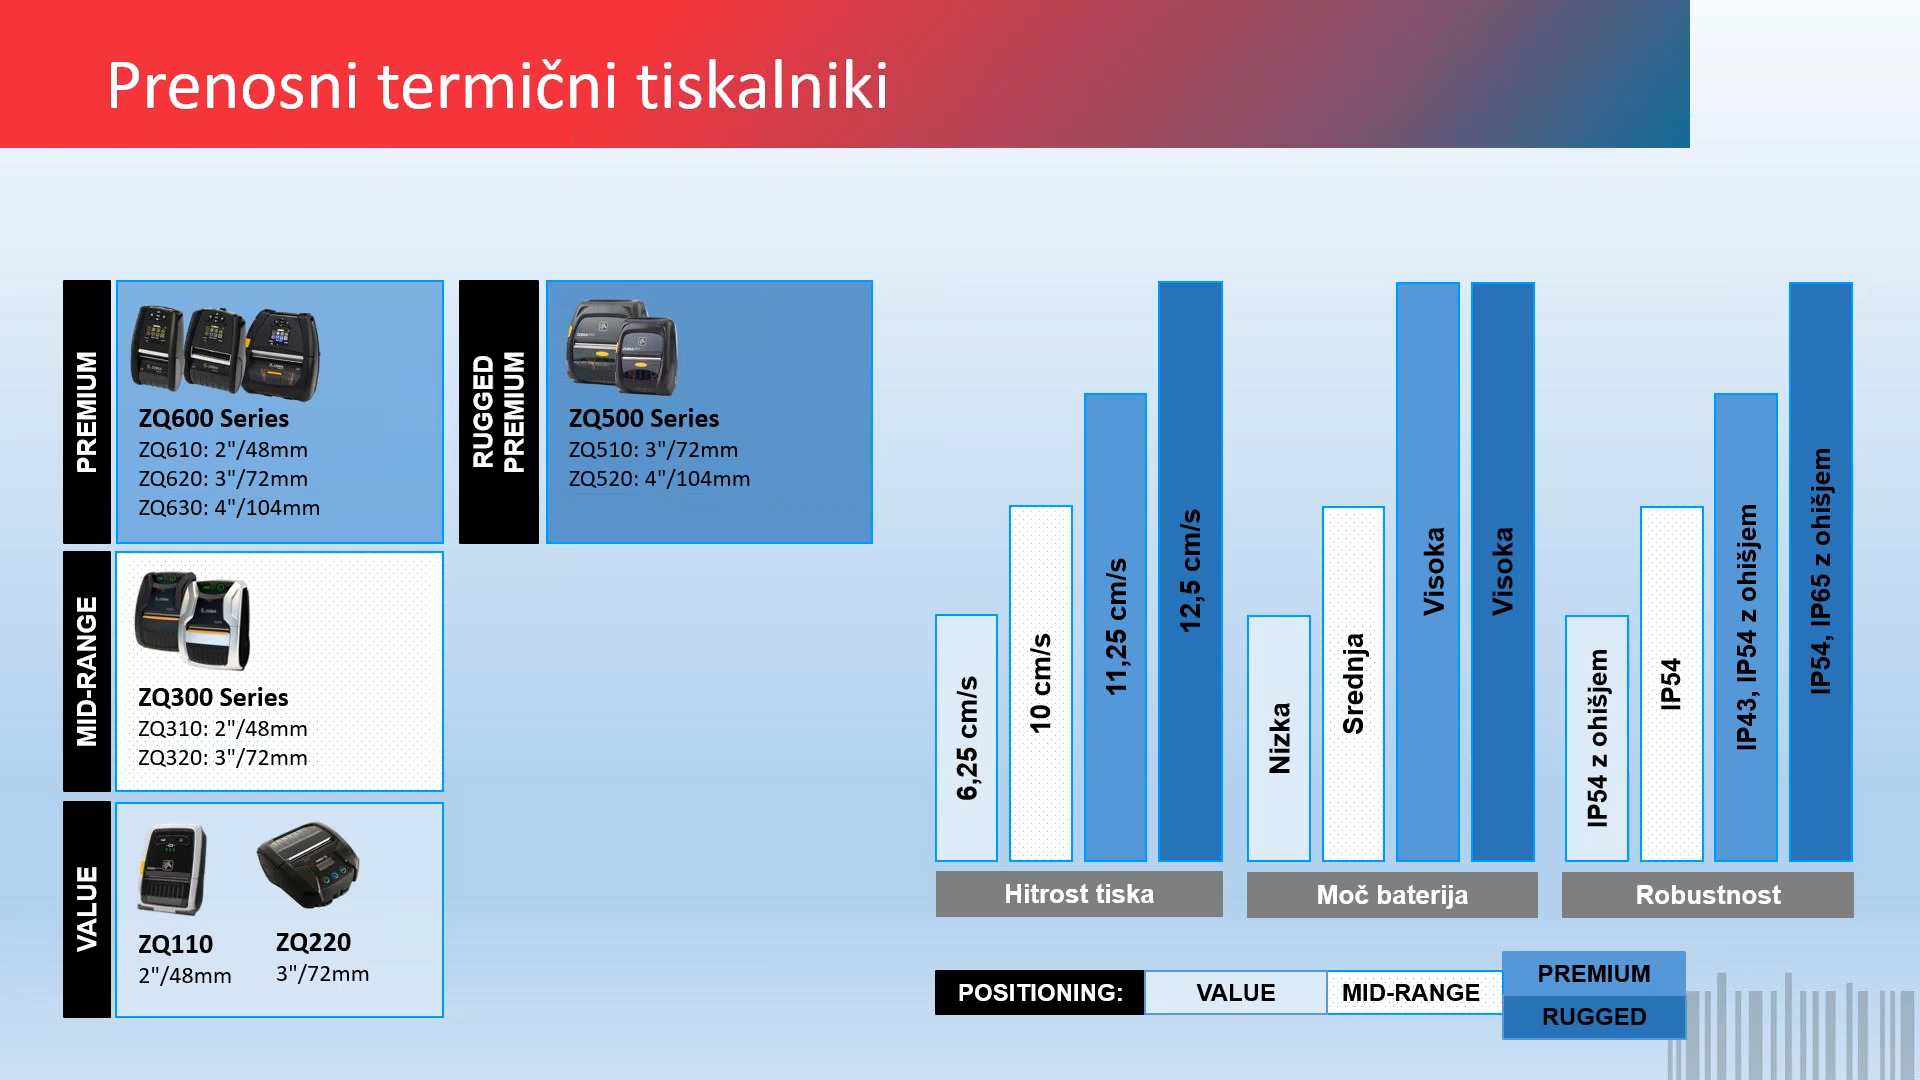 Prenosni termični tiskalniki
PREMIUM
ZQ600 Series
ZQ610: 2"/48mm
ZQ620: 3"/72mm
ZQ630: 4"/104mm
RUGGED
PREMIUM
ZQ500 Series
ZQ510: 3"/72mm
ZQ520: 4"/104mm
MID-RANGE
ZQ300 Series
ZQ310: 2"/48mm
ZQ320: 3"/72mm
VALUE
ZQ110
2"/48mm
ZQ220
3"/72mm
6,25 cm/s
10 cm/s
11,25 cm/s
12,5 cm/s
Hitrost tiska
Nizka
Srednja
Visoka
Visoka
Moč baterija
IP54 z ohišjem
IP54
IP43, IP54 z ohišjem
IP54, IP65 z ohišjem
Robustnost
POSITIONING:
VALUE
MID-RANGE
PREMIUM
RUGGED